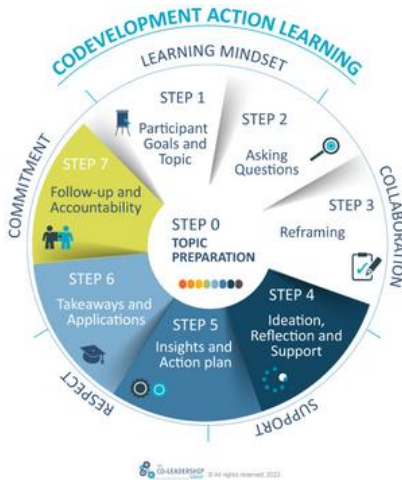 CODEVELOPMENT ACTION LEARNING
LEARNING MINDSET
STEP 1
Participant
Goals and
Topic
STEP 2
Asking
Questions
COLLABORATION
STEP 3
Reframing
STEP 4
Ideation,
Reflection and
Support
SUPPORT
STEP 5
Insights and
Action plan
STEP 6
Takeaways and
Applications
RESPECT
STEP 7
Follow-up and
Accountability
COMMITMENT
STEP 0
TOPIC
PREPARATION
CO-LEADERSHIP
© All rights reserved. 2023